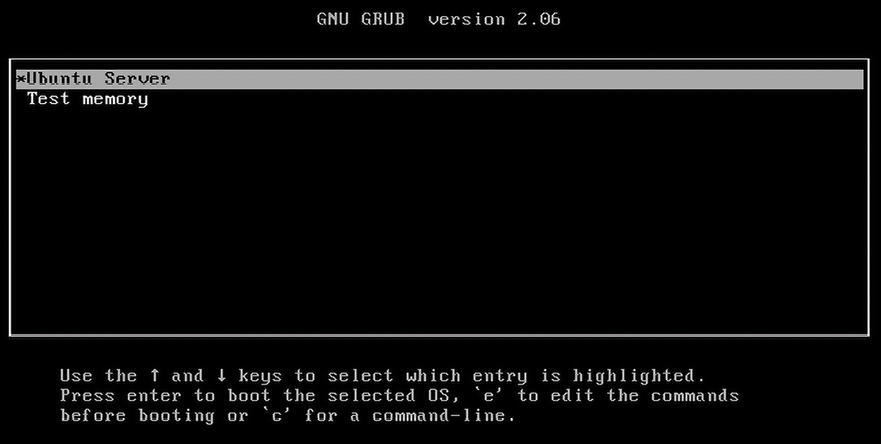 GNU GRUB  version 2.06
*Ubuntu Server
Test memory
Use the ↑ and ↓ keys to select which entry is highlighted.
Press enter to boot the selected OS, `e' to edit the commands
before booting or `c' for a command-line.